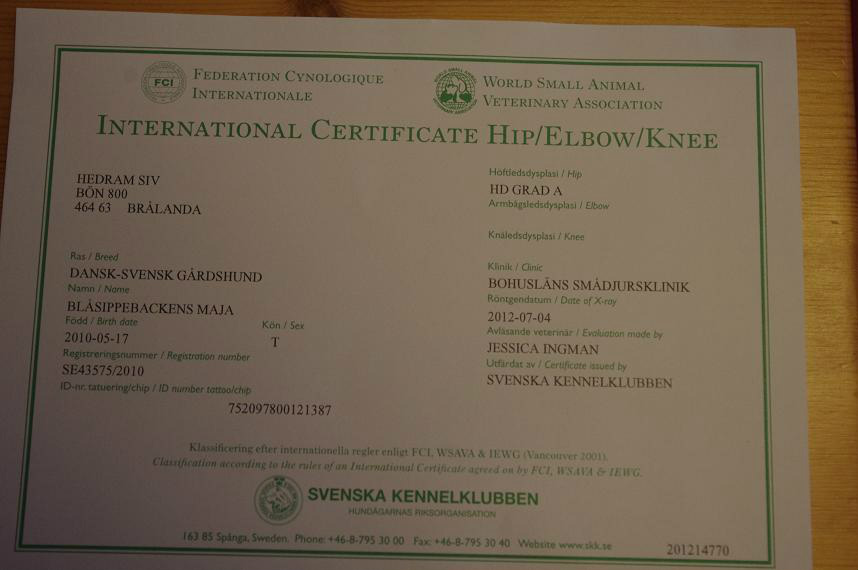 FCI
FEDERATION CYNOLOGIQUE
INTERNATIONALE
WORLD SMALL ANIMAL
VETERINARY ASSOCIATION
INTERNATIONAL CERTIFICATE HIP/ELBOW/KNEE
HEDRAM SIV
BÖN 800
464 63 BRÅLANDA
Höftledsdysplasi / Hip
HD GRAD A
Armbågsledsdysplasi / Elbow
Knäledsdysplasi / Knee
Ras / Breed
DANSK-SVENSK GÅRDSHUND
Namn / Name
BLÅSIPPEBACKENS MAJA
Född / Birth date
Kön / Sex
2010-05-17
T
Registreringsnummer / Registration number
SE43575/2010
ID-nr. tatuering/chip / ID number tattoo/chip
752097800121387
Klinik / Clinic
BOHUSLÄNS SMÅDJURSKLINIK
Röntgendatum / Date of X-ray
2012-07-04
Avläsande veterinär / Evaluation made by
JESSICA INGMAN
Utfärdat av / Certificate issued by
SVENSKA KENNELKLUBBEN
Klassificering efter internationella regler enligt FCI, WSAVA & IEWG (Vancouver 2001).
Classification according to the rules of an International Certificate agreed on by FCI, WSAVA & IEWG.
SVENSKA KENNELKLUBBEN
HUNDÄGARNAS RIKSORGANISATION
163 85 Spånga, Sweden. Phone: +46-8-795 30 00 Fax: +46-8-795 30 40 Website www.skk.se
201214770